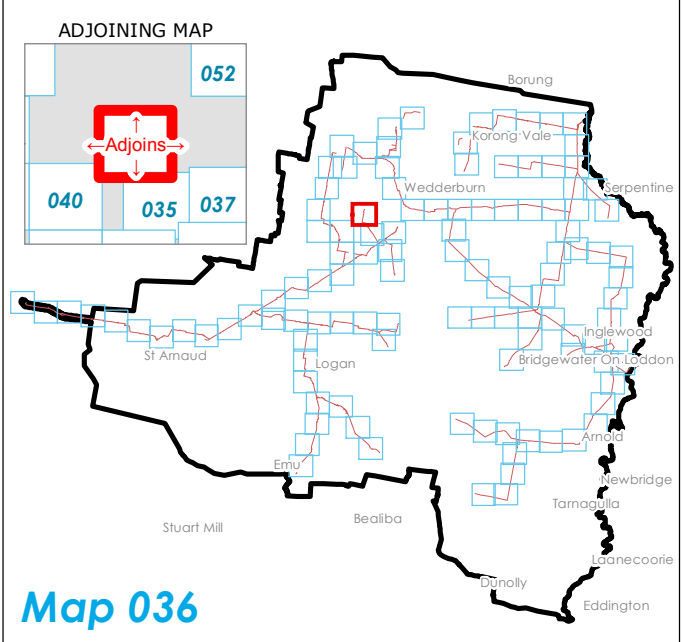 ADJOINING MAP
052
←Adjoins→
040
035
037
Borung
Korong Vale
Wedderburn
Serpentine
Inglewood
St Arnaud
Logan
Bridgewater On Loddon
Arnold
Emu
Newbridge
Tarnagulla
Bealiba
Stuart Mill
Laanecoorie
Dunolly
Eddington
Map 036